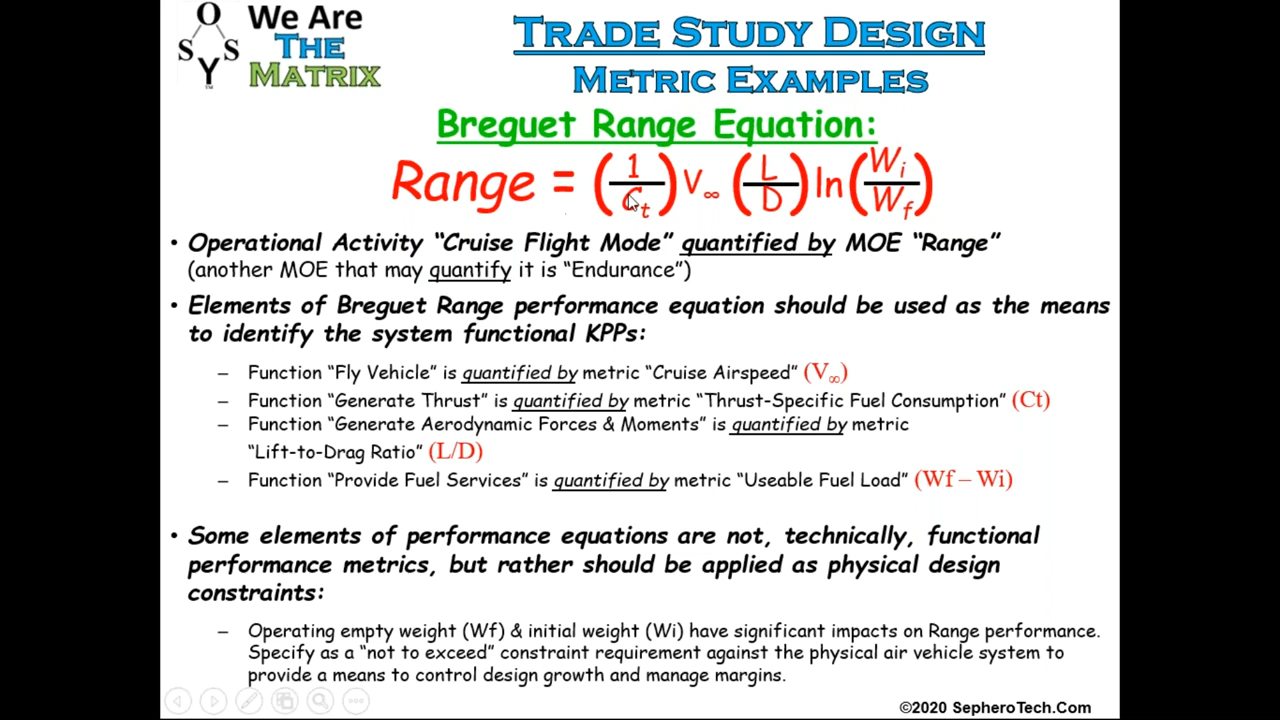 We Are
THE
MATRIX
SOSY
TRADE STUDY DESIGN
METRIC EXAMPLES
Breguet Range Equation:
Range = (1/Ct) V∞ (L/D) ln (Wi/Wf)
• Operational Activity “Cruise Flight Mode” quantified by MOE “Range”
(another MOE that may quantify it is “Endurance”)
• Elements of Breguet Range performance equation should be used as the means
to identify the system functional KPPs:
– Function “Fly Vehicle” is quantified by metric “Cruise Airspeed” (V∞)
– Function “Generate Thrust” is quantified by metric “Thrust-Specific Fuel Consumption” (Ct)
– Function “Generate Aerodynamic Forces & Moments” is quantified by metric
“Lift-to-Drag Ratio” (L/D)
– Function “Provide Fuel Services” is quantified by metric “Useable Fuel Load” (Wf – Wi)
• Some elements of performance equations are not, technically, functional
performance metrics, but rather should be applied as physical design
constraints:
– Operating empty weight (Wf) & initial weight (Wi) have significant impacts on Range performance.
Specify as a “not to exceed” constraint requirement against the physical air vehicle system to
provide a means to control design growth and manage margins.
©2020 SepheroTech.Com